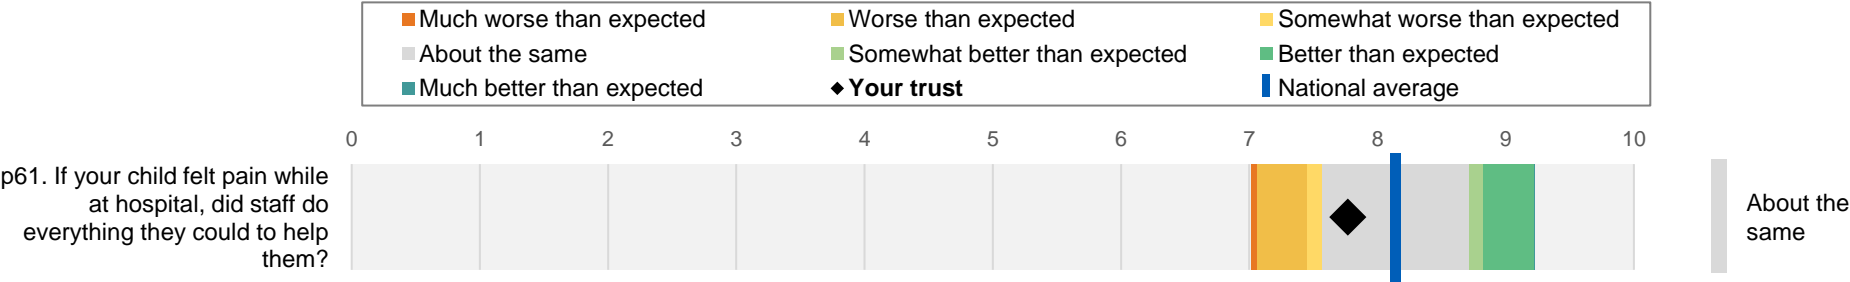 Much worse than expected
Worse than expected
Somewhat worse than expected
About the same
Somewhat better than expected
Better than expected
Much better than expected
Your trust
National average
0 1 2 3 4 5 6 7 8 9 10
p61. If your child felt pain while
at hospital, did staff do
everything they could to help
them?
About the
same